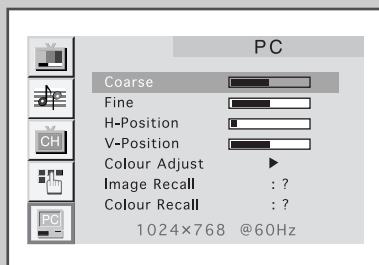 PC
Coarse
Fine
H-Position
V-Position
CH
Colour Adjust
Image Recall : ?
Colour Recall : ?
PC
1024×768 @60Hz